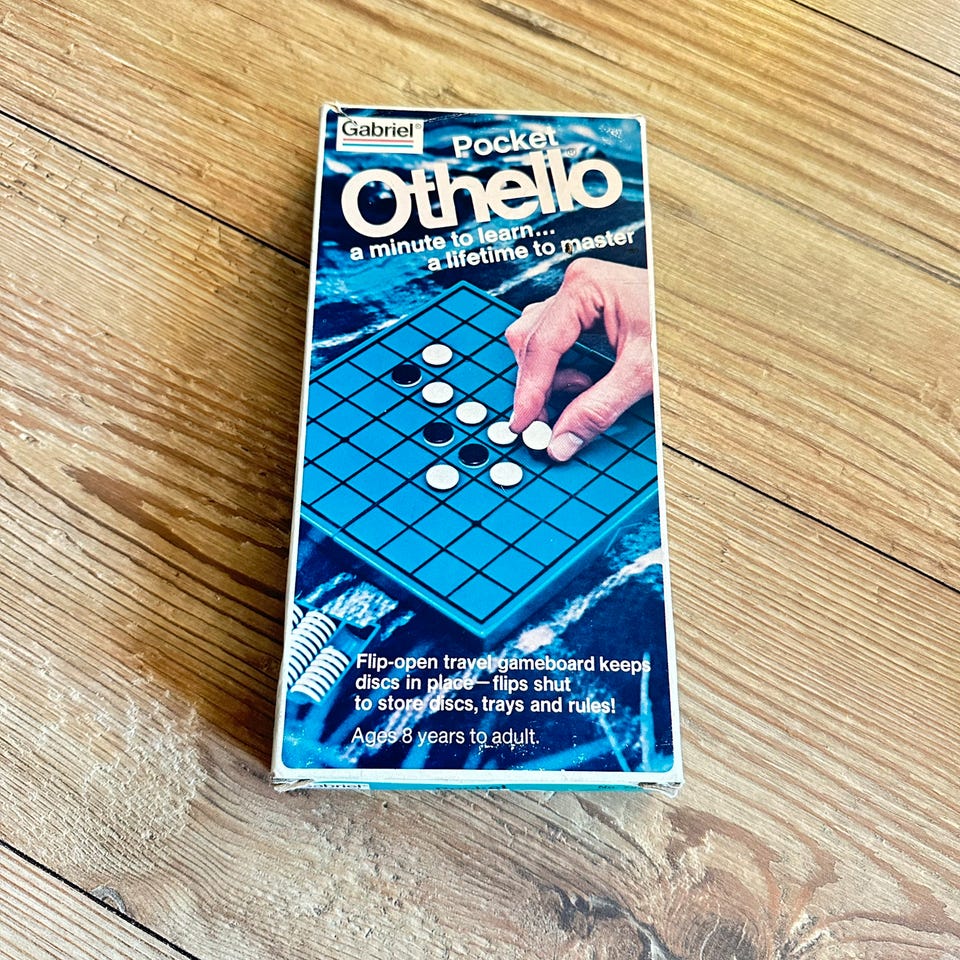 Gabriel®
Pocket
Othello®
a minute to learn...
a lifetime to master
Flip-open travel gameboard keeps
discs in place—flips shut
to store discs, trays and rules!
Ages 8 years to adult.
Gabriel®